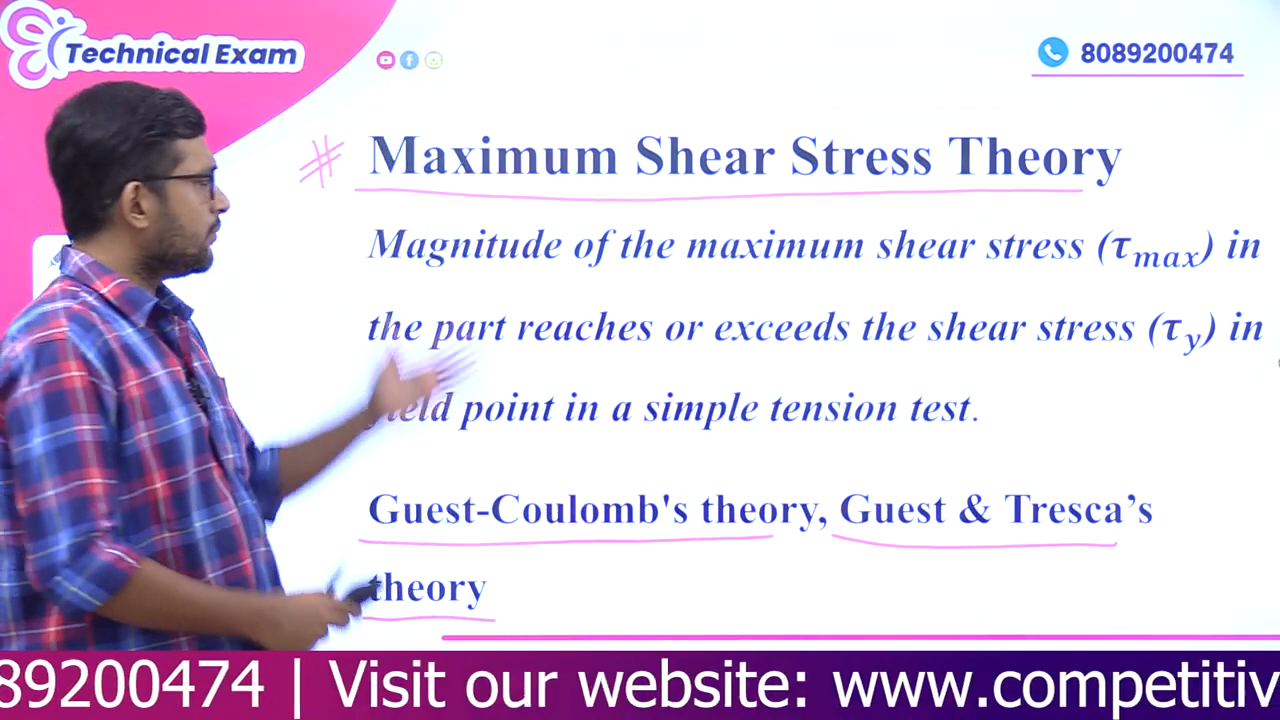 Technical Exam
8089200474
# Maximum Shear Stress Theory
Magnitude of the maximum shear stress (τmax) in
the part reaches or exceeds the shear stress (τy) in
yield point in a simple tension test.
Guest-Coulomb's theory, Guest & Tresca’s
theory
89200474 | Visit our website: www.competitiv